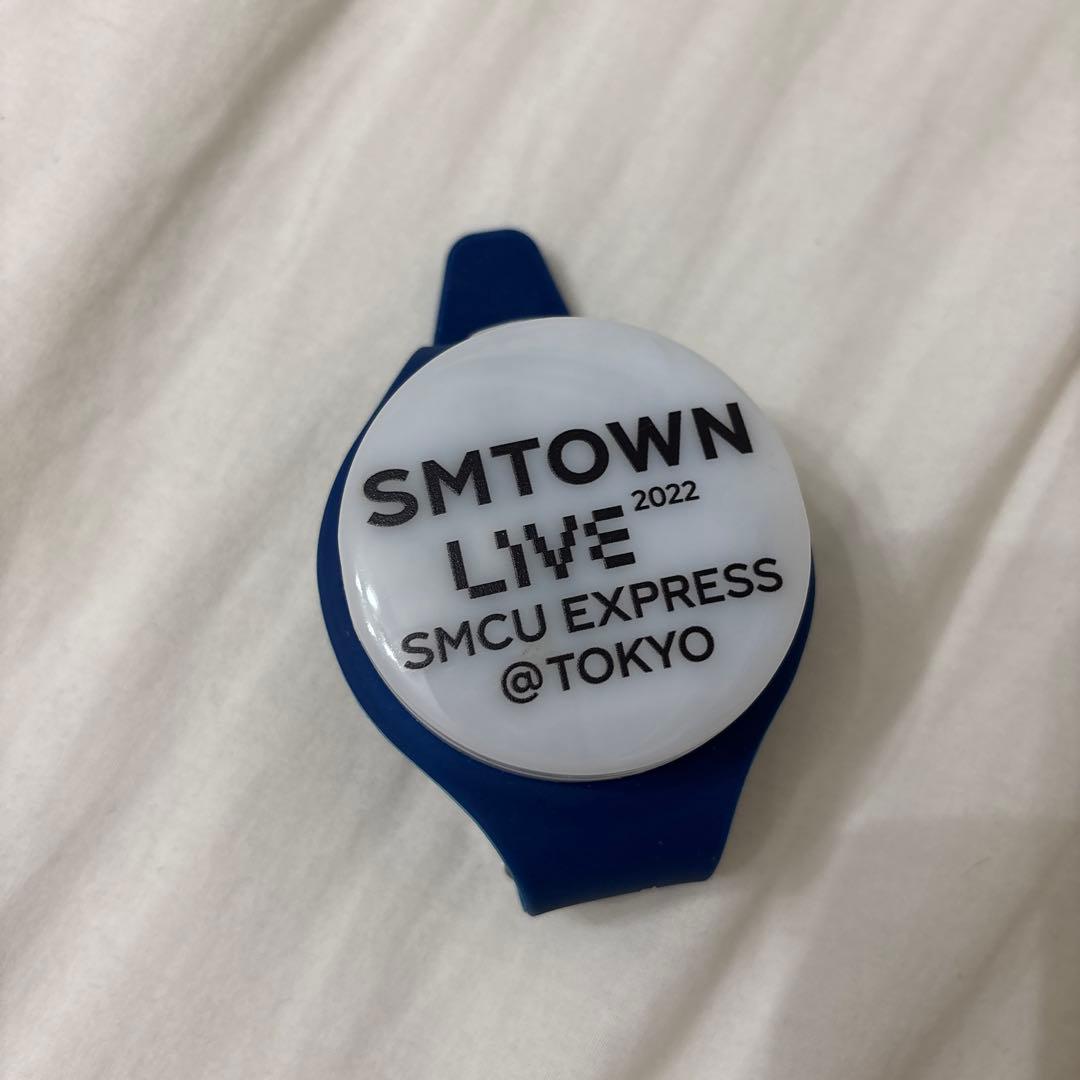 SMTOWN
LIVE 2022
SMCU EXPRESS
@TOKYO